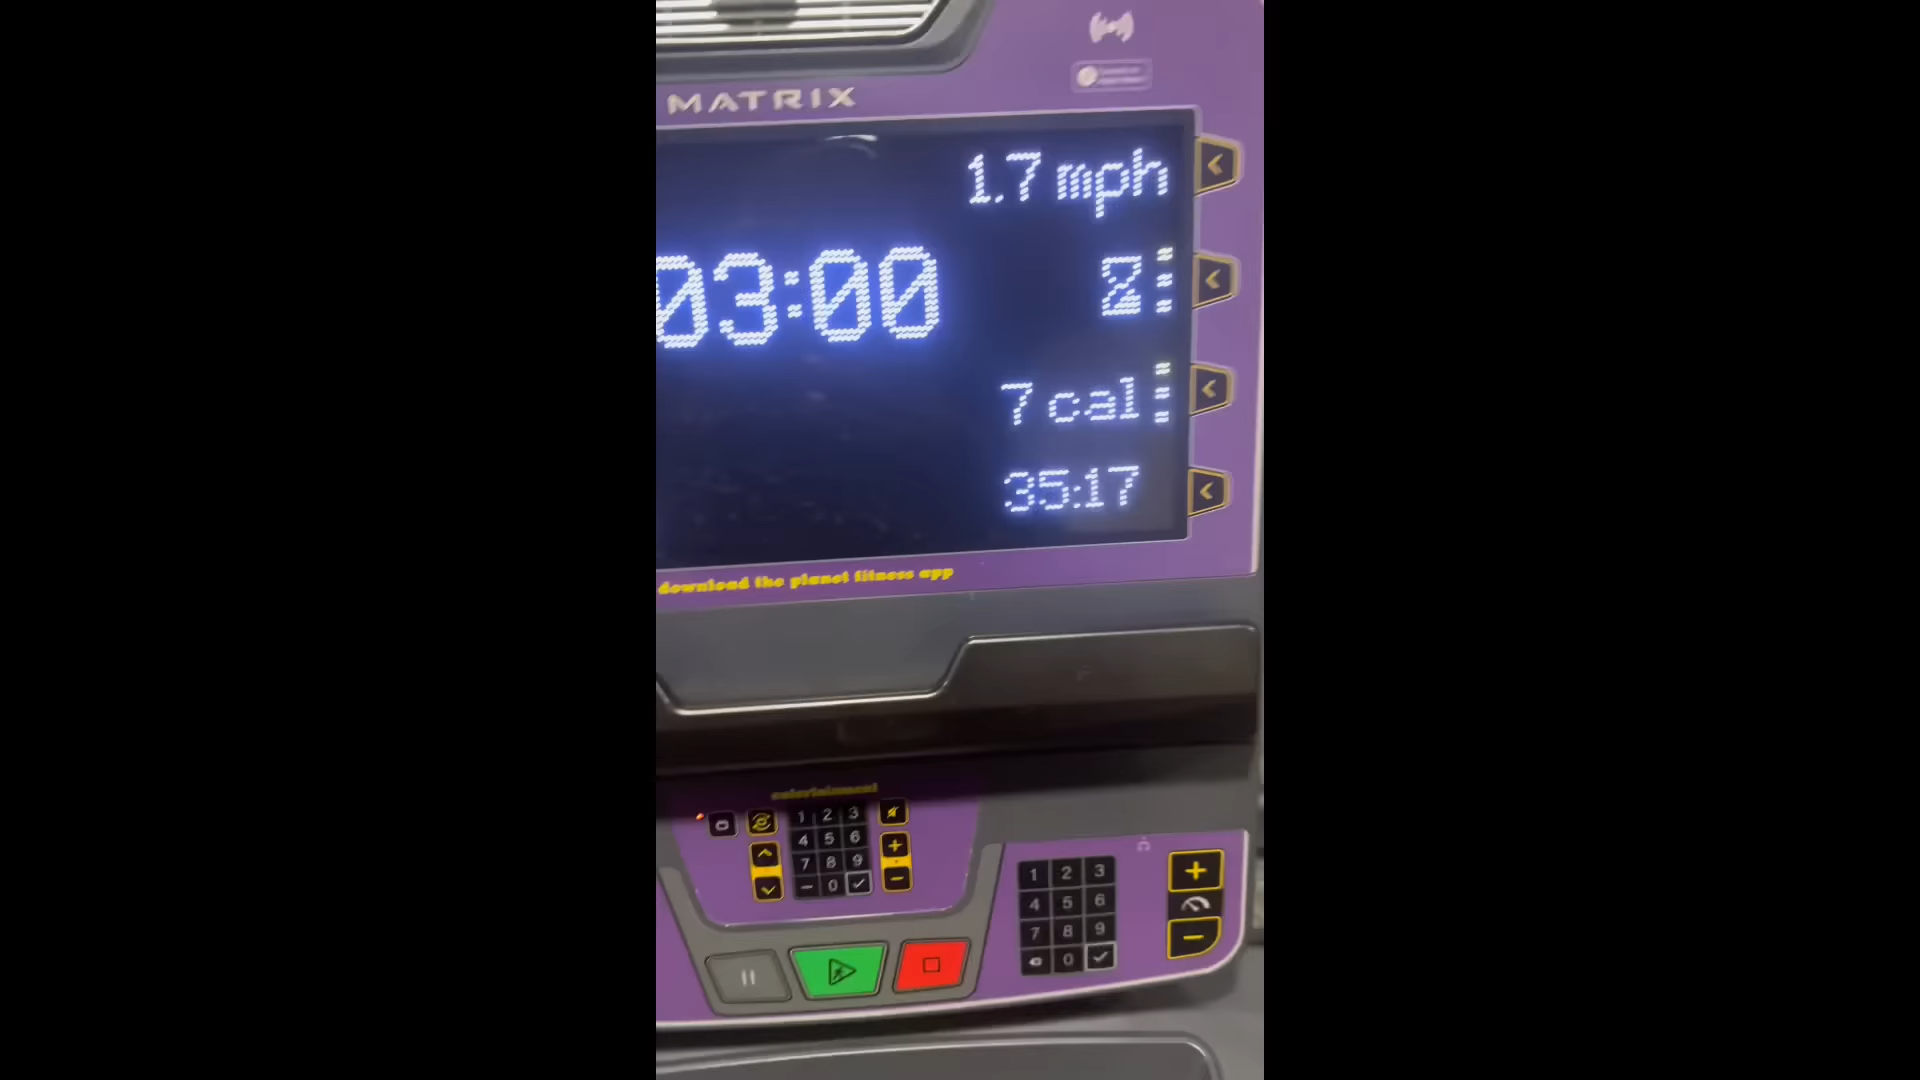 MATRIX
1.7 mph
03:00
7 cal
35:17
download the planet fitness app
entertainment
1 2 3
4 5 6
7 8 9
0
1 2 3
4 5 6
7 8 9
0